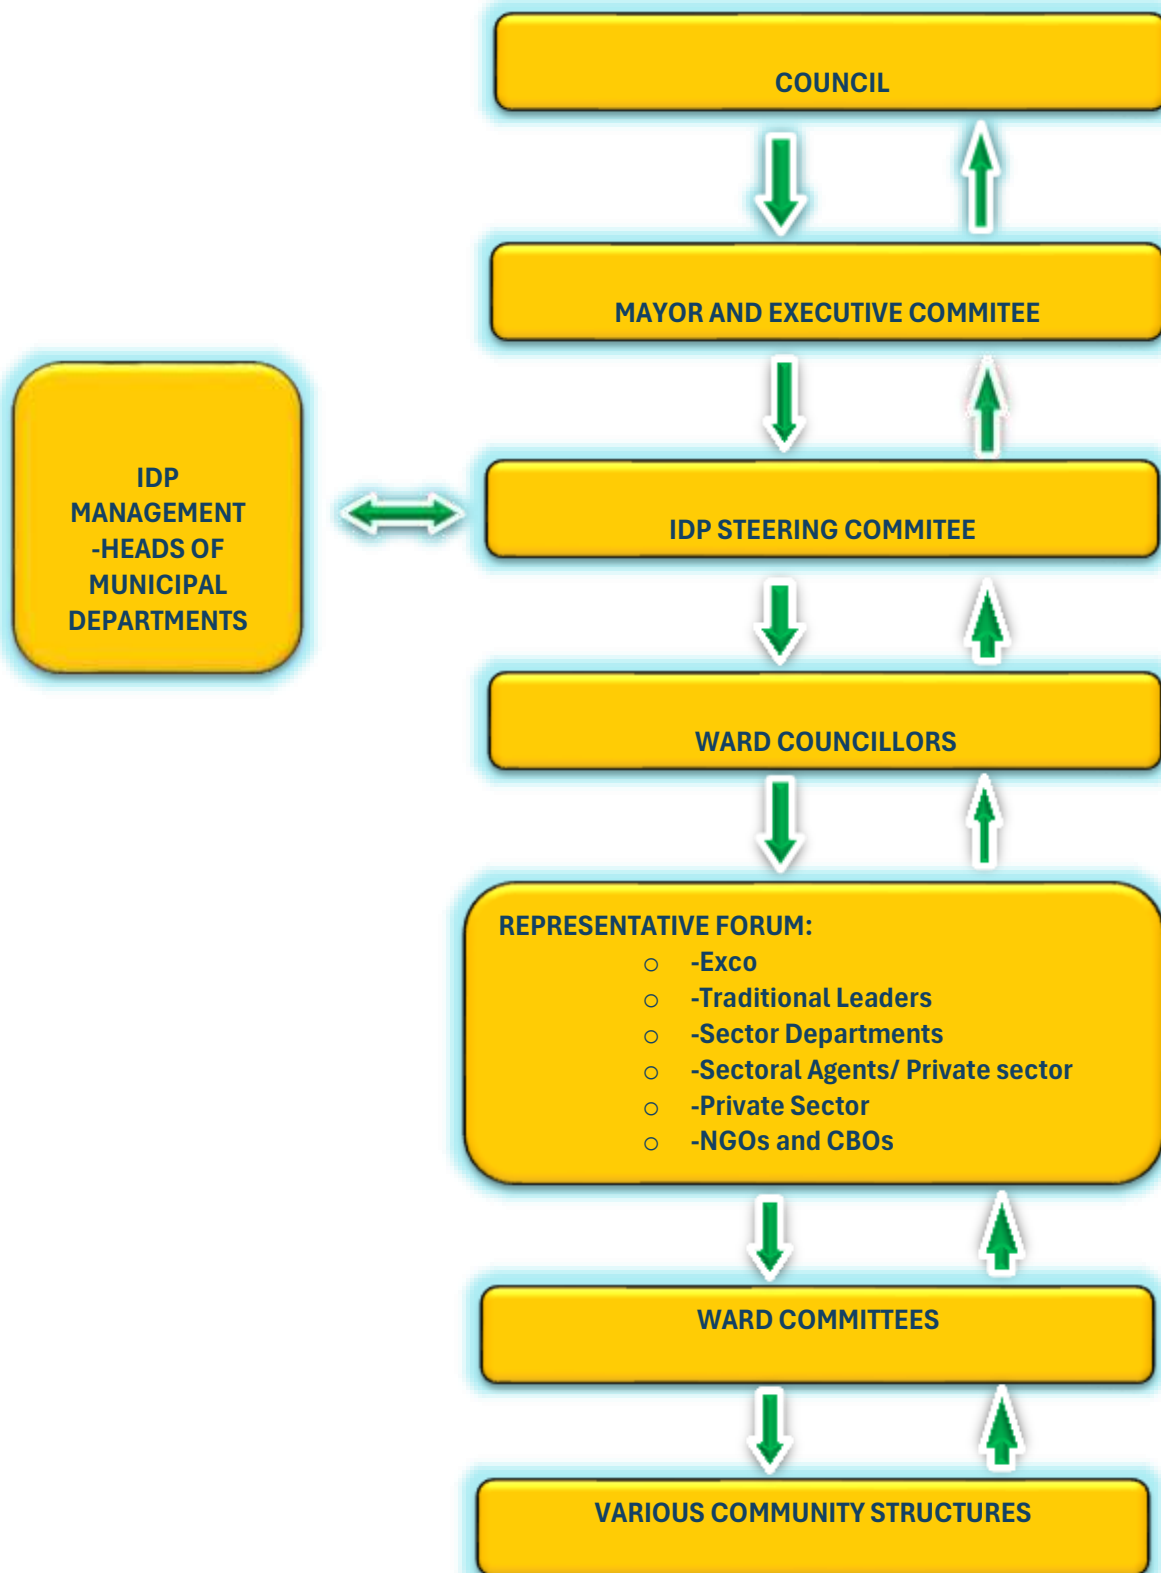 COUNCIL
MAYOR AND EXECUTIVE COMMITEE
IDP
MANAGEMENT
-HEADS OF
MUNICIPAL
DEPARTMENTS
IDP STEERING COMMITEE
WARD COUNCILLORS
REPRESENTATIVE FORUM:
o -Exco
o -Traditional Leaders
o -Sector Departments
o -Sectoral Agents/ Private sector
o -Private Sector
o -NGOs and CBOs
WARD COMMITTEES
VARIOUS COMMUNITY STRUCTURES